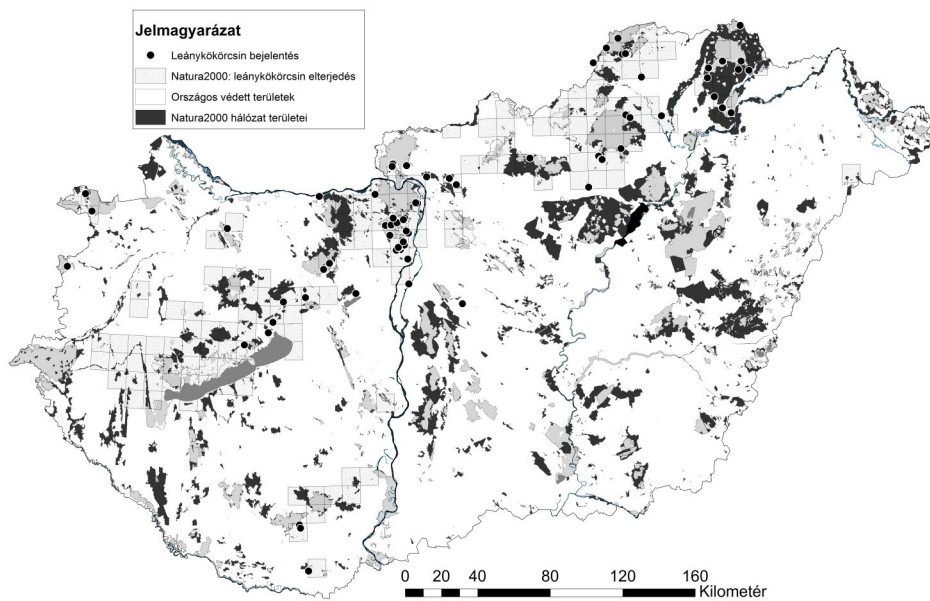 Jelmagyarázat
Leánykökörcsin bejelentés
Natura2000: leánykökörcsin elterjedés
Országos védett területek
Natura2000 hálózat területei
0 20 40 80 120 160
Kilometér